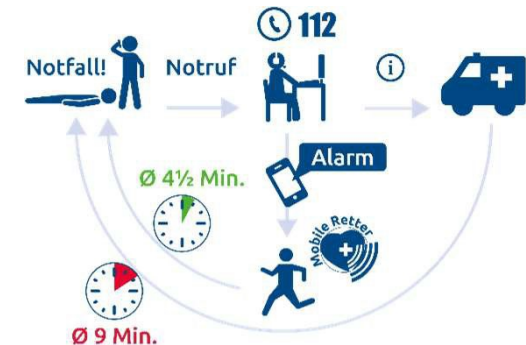 112
Notfall!
Notruf
i
Alarm
Ø 4½ Min.
Mobile Retter
Ø 9 Min.